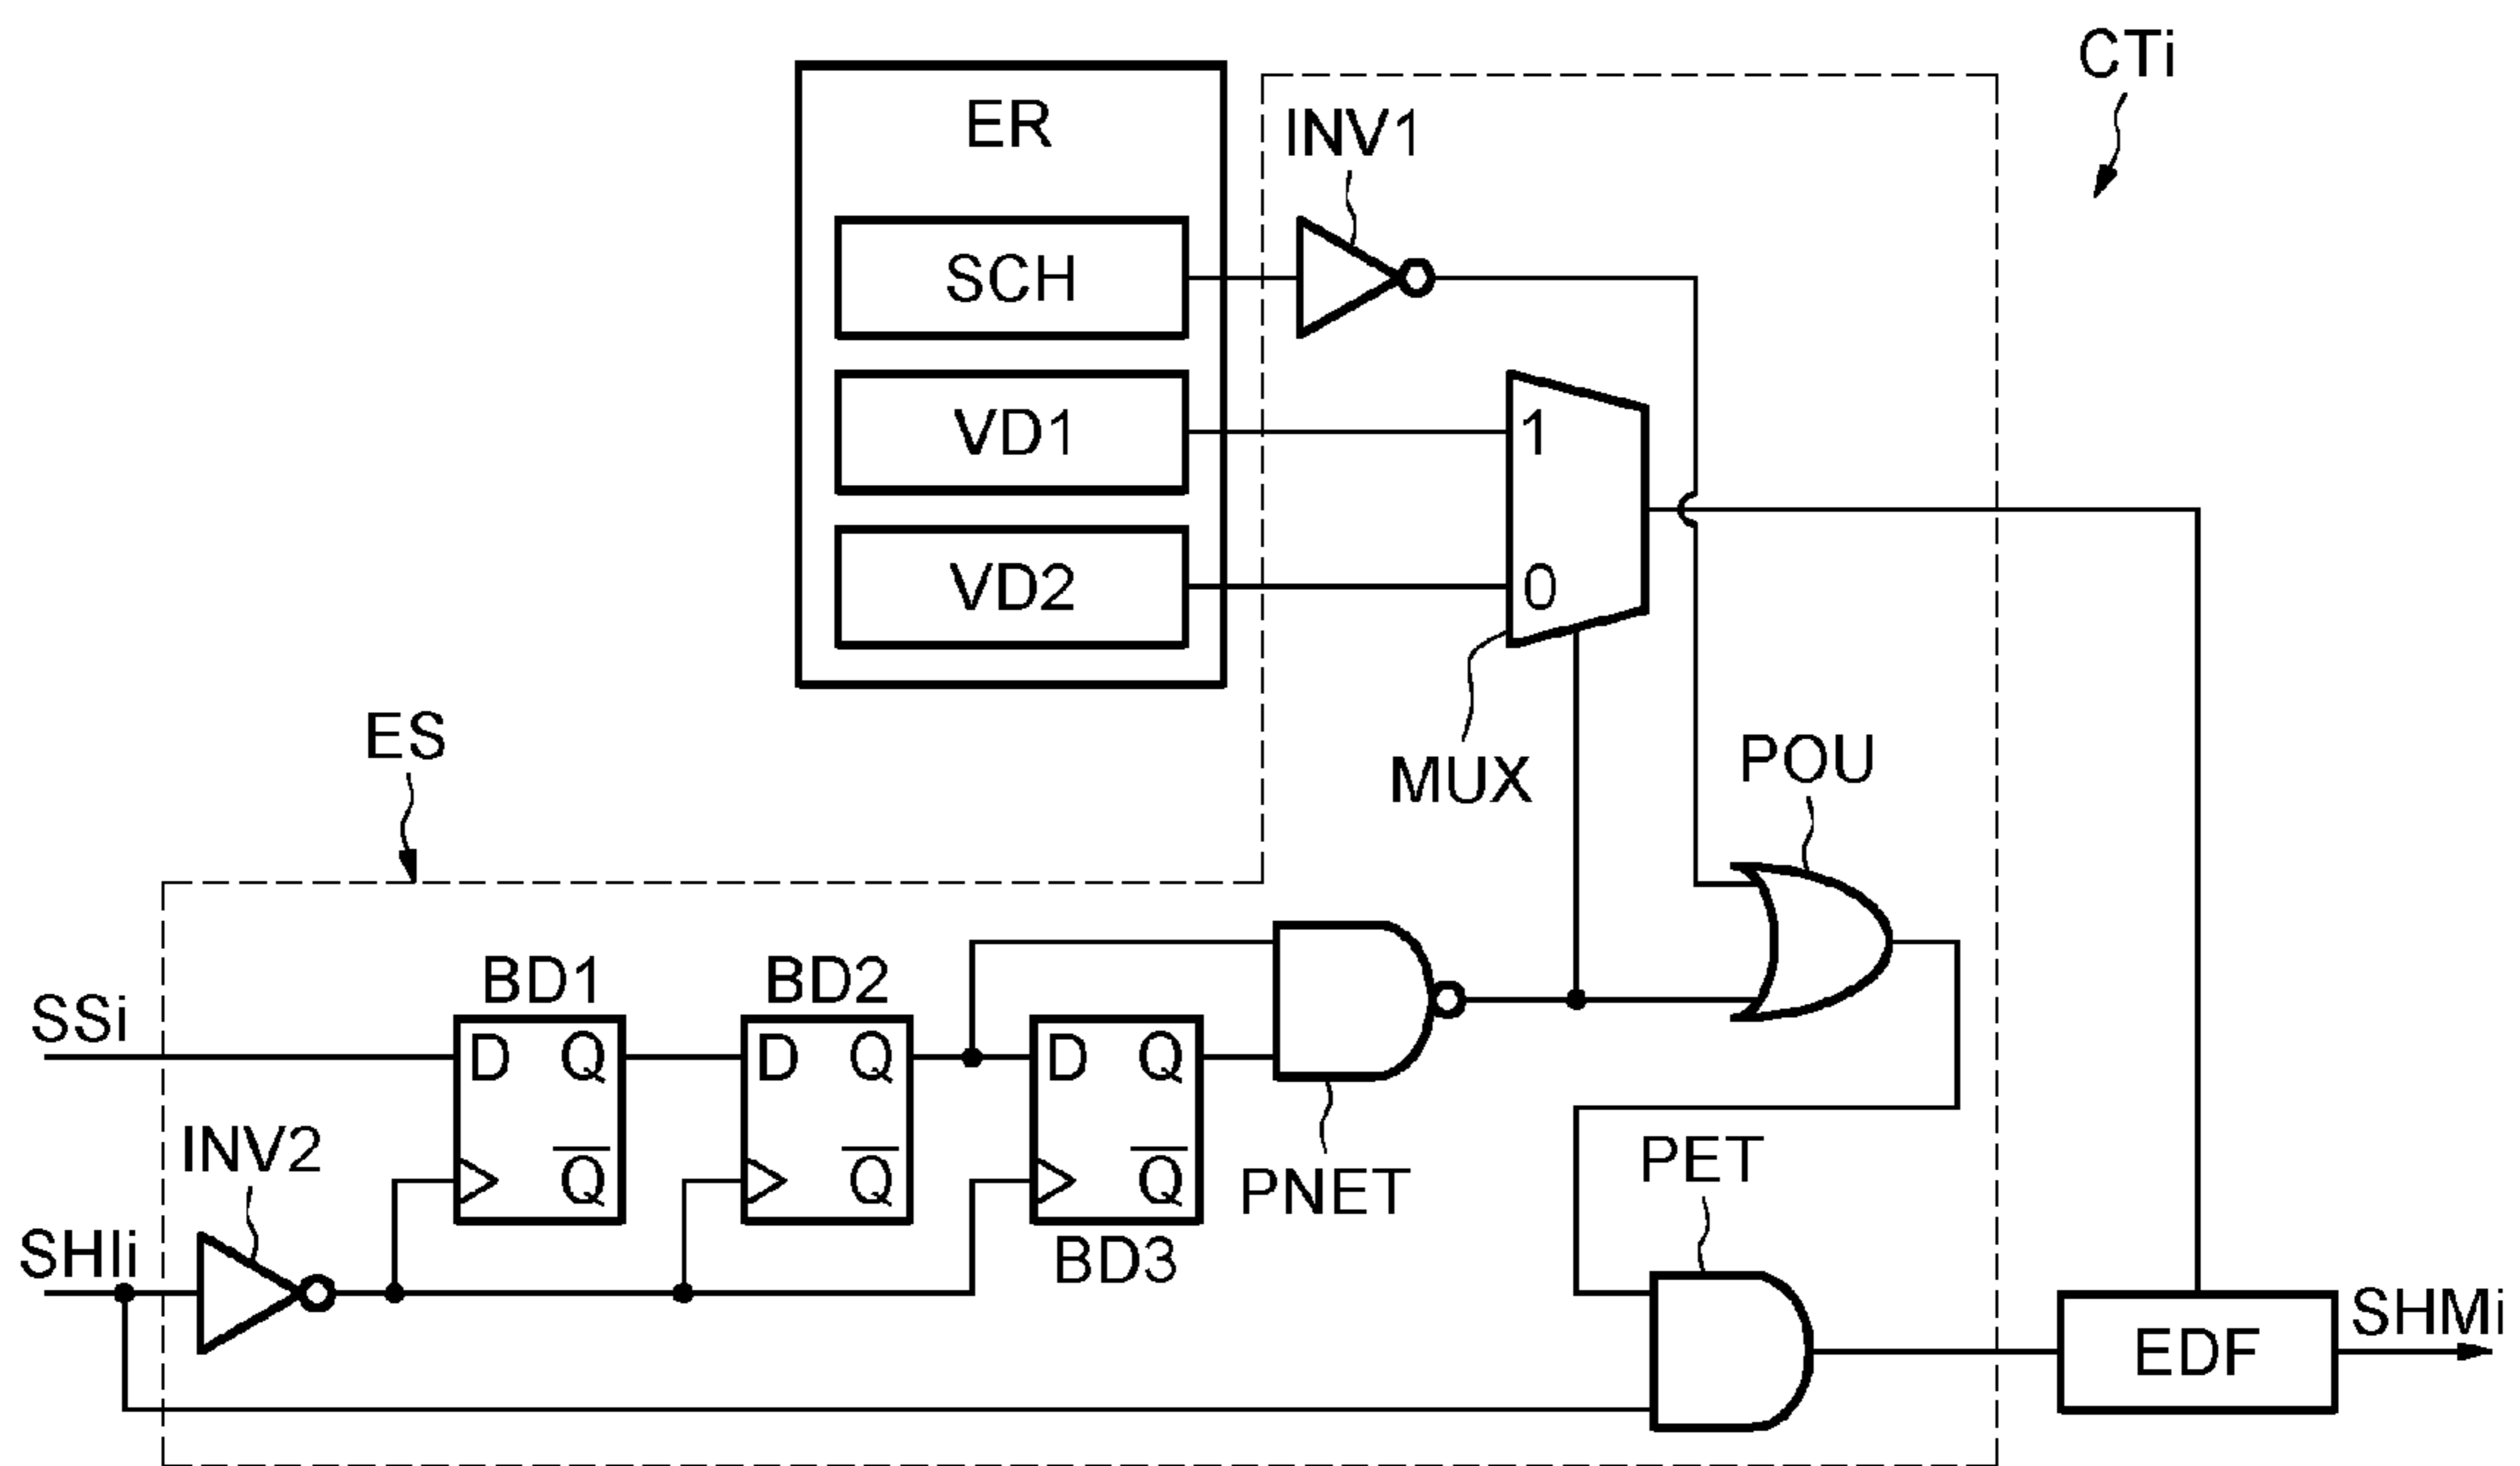 CTi
ER
INV1
SCH
VD1
1
VD2
0
ES
MUX
POU
BD1
BD2
SSi
D Q
D Q
D Q
INV2
Q
Q
Q
PNET
PET
SHIi
BD3
SHMi
EDF